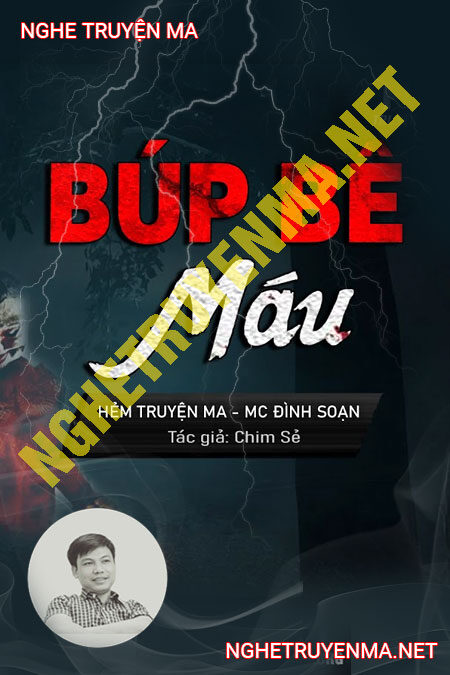 NGHE TRUYỆN MA
BÚP BÊ
Máu
NGHETRUYENMA.NET
HẺM TRUYỆN MA - MC ĐÌNH SOẠN
Tác giả: Chim Sẻ
NGHETRUYENMA.NET